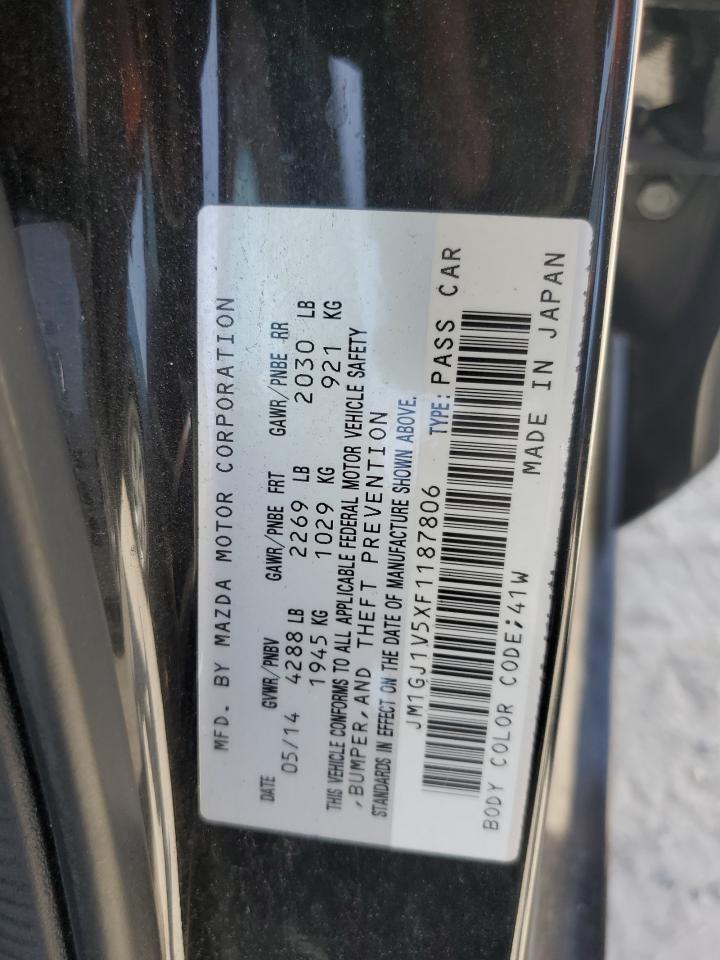 MFD. BY MAZDA MOTOR CORPORATION
DATE GVWR/PNBV GAWR/PNBE FRT GAWR/PNBE RR
05/14 4288 LB 2269 LB 2030 LB
1945 KG 1029 KG 921 KG
THIS VEHICLE CONFORMS TO ALL APPLICABLE FEDERAL MOTOR VEHICLE SAFETY
,BUMPER,AND THEFT PREVENTION
STANDARDS IN EFFECT ON THE DATE OF MANUFACTURE SHOWN ABOVE.
JM1GJ1V5XF1187806 TYPE: PASS CAR
BODY COLOR CODE;41W MADE IN JAPAN